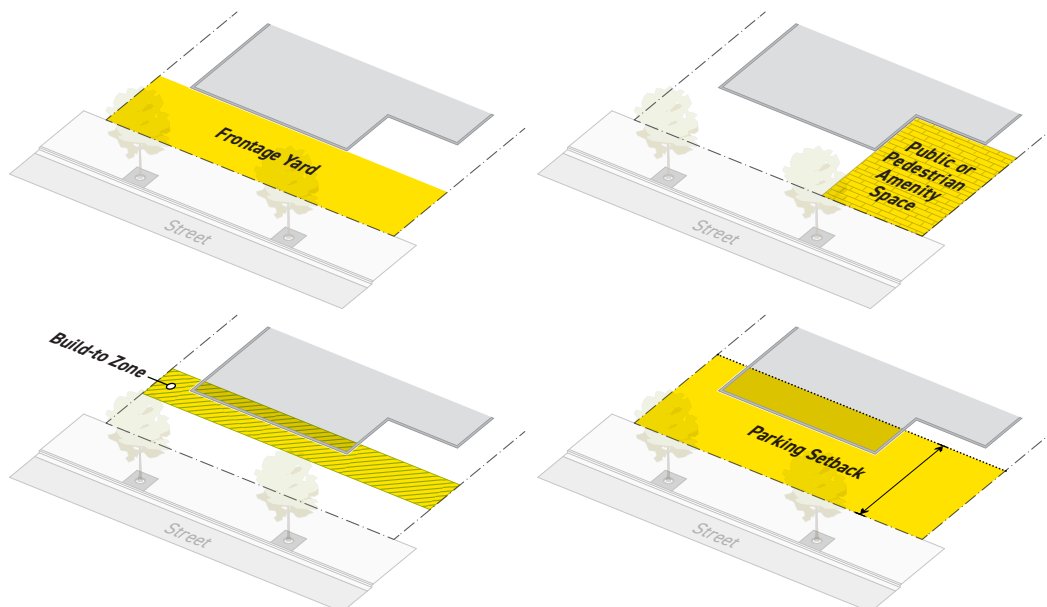 Frontage Yard
Street
Public or
Pedestrian
Amenity
Space
Street
Build-to Zone
Street
Parking Setback
Street